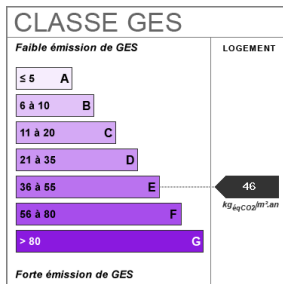 CLASSE GES
Faible émission de GES
LOGEMENT
≤ 5 A
6 à 10 B
11 à 20 C
21 à 35 D
36 à 55 E
46
kgéqCO2/m².an
56 à 80 F
> 80 G
Forte émission de GES